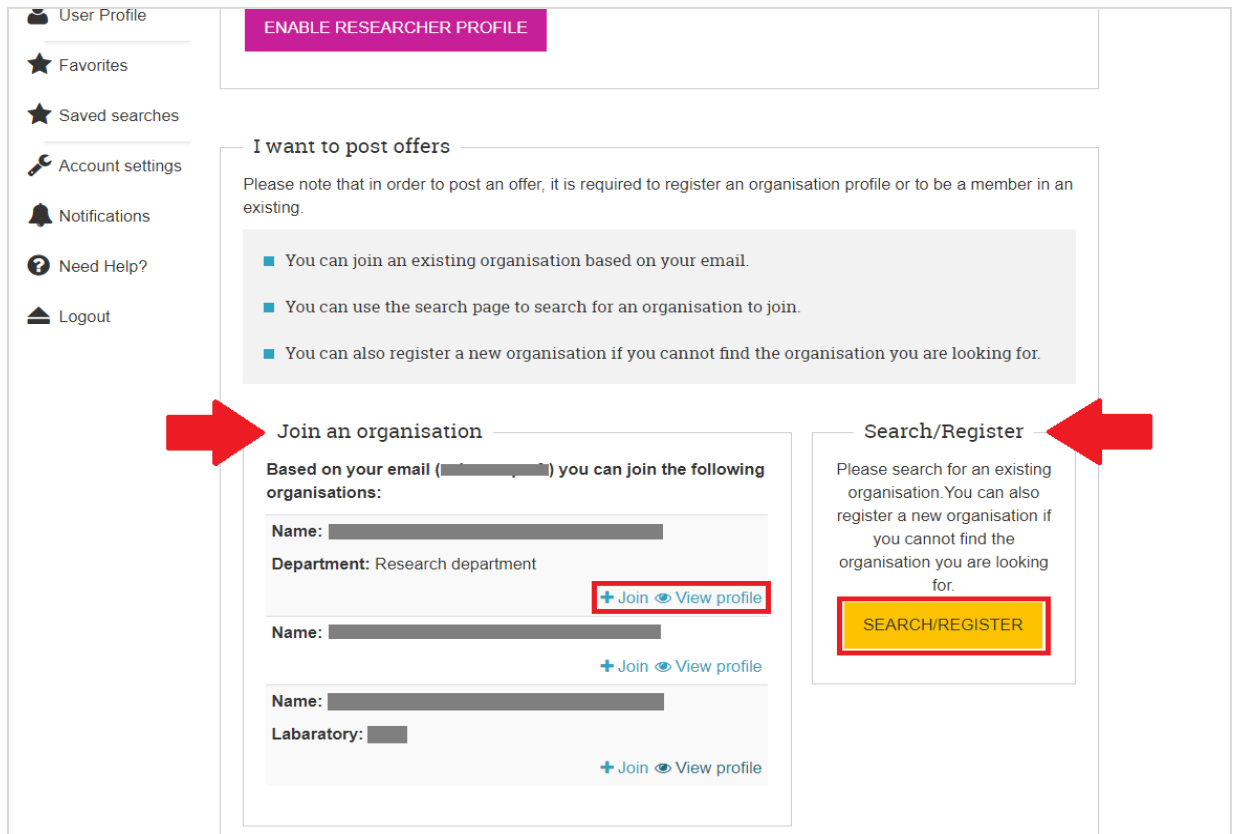 User Profile
Favorites
Saved searches
Account settings
Notifications
Need Help?
Logout
ENABLE RESEARCHER PROFILE
I want to post offers
Please note that in order to post an offer, it is required to register an organisation profile or to be a member in an
existing.
You can join an existing organisation based on your email.
You can use the search page to search for an organisation to join.
You can also register a new organisation if you cannot find the organisation you are looking for.
Join an organisation
Based on your email ( ) you can join the following
organisations:
Name:
Department: Research department
Join View profile
Name:
Join View profile
Name:
Labaratory:
Join View profile
Search/Register
Please search for an existing
organisation.You can also
register a new organisation if
you cannot find the
organisation you are looking
for.
SEARCH/REGISTER